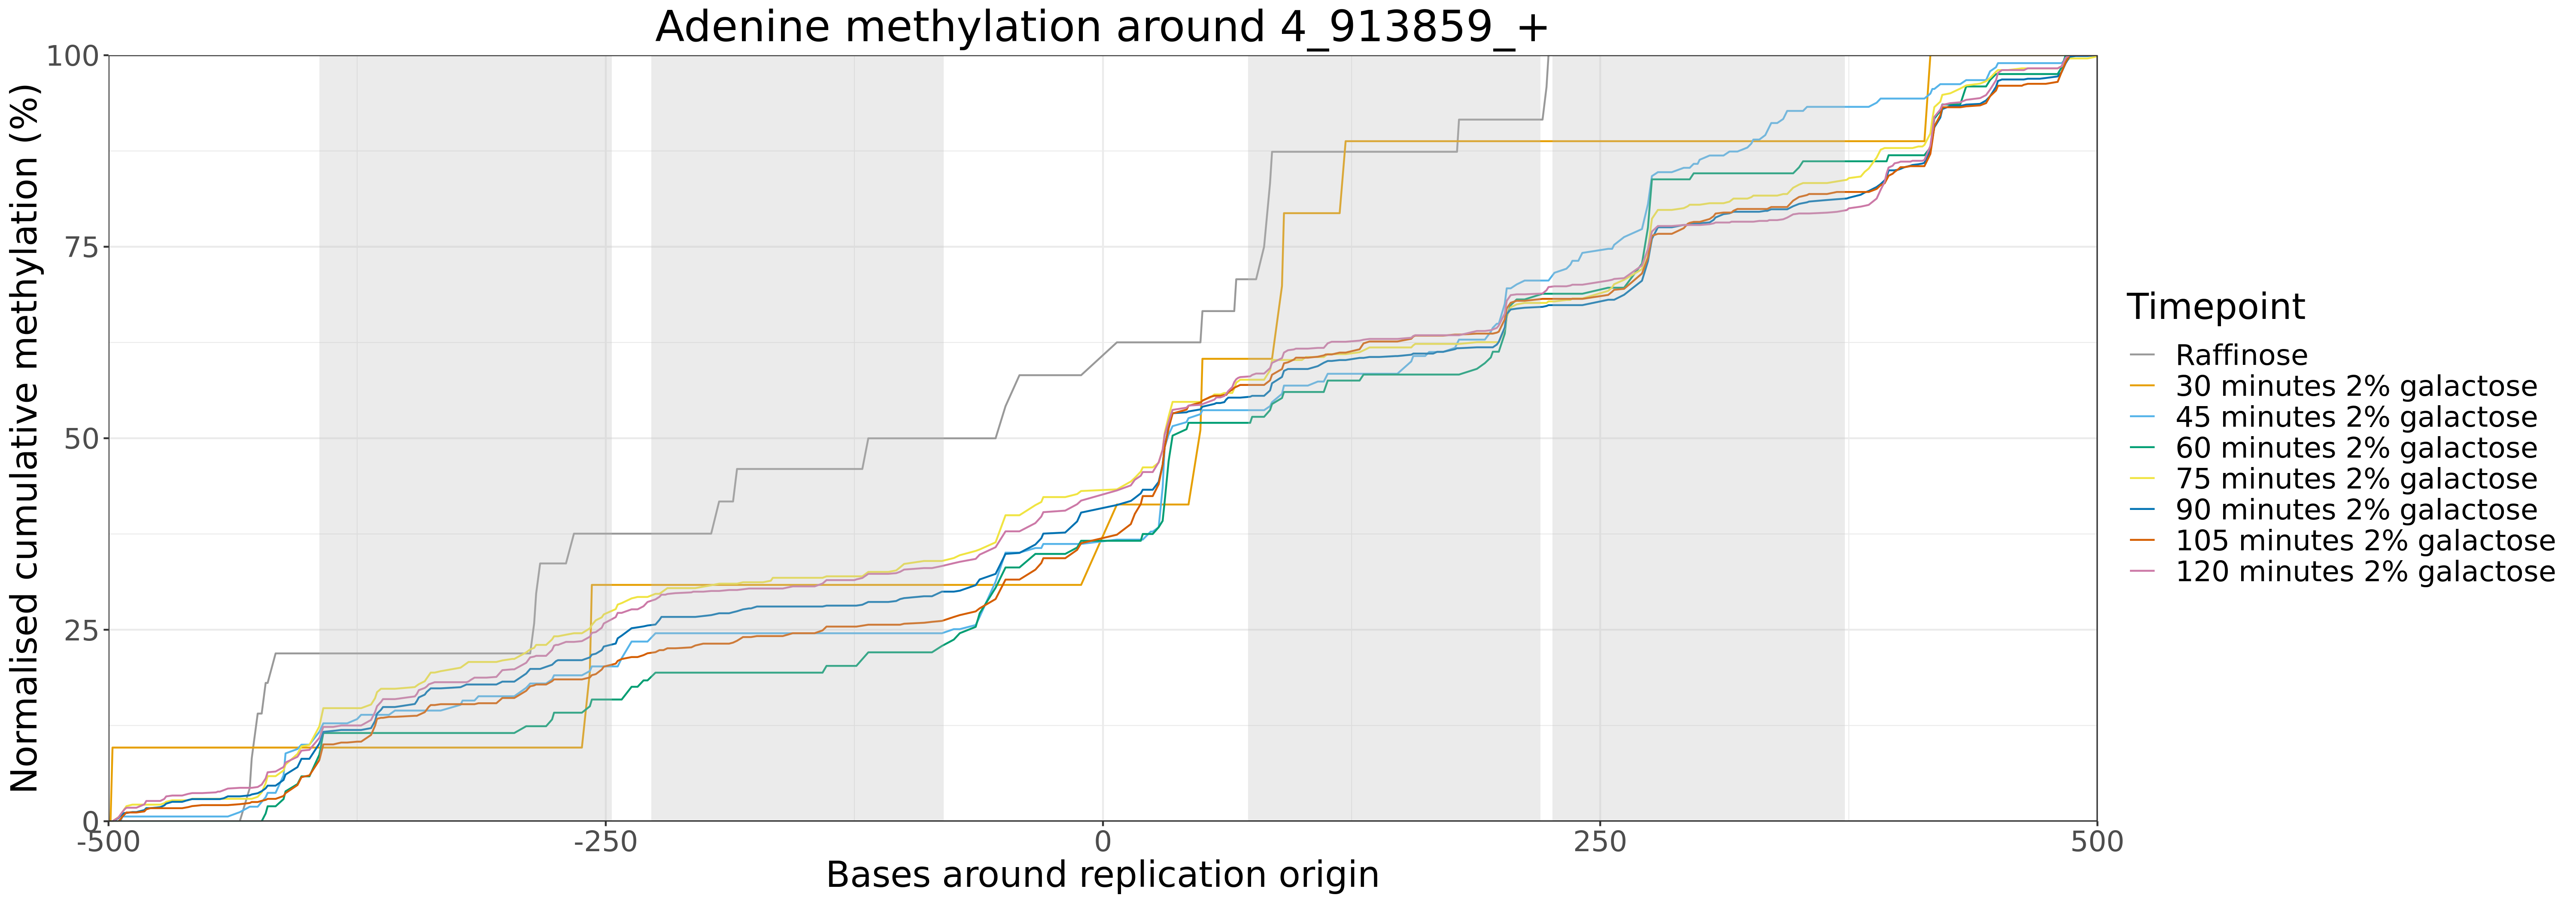 Adenine methylation around 4_913859_+
Normalised cumulative methylation (%)
100
75
50
25
0
-500
-250
0
250
500
Bases around replication origin
Timepoint
Raffinose
30 minutes 2% galactose
45 minutes 2% galactose
60 minutes 2% galactose
75 minutes 2% galactose
90 minutes 2% galactose
105 minutes 2% galactose
120 minutes 2% galactose